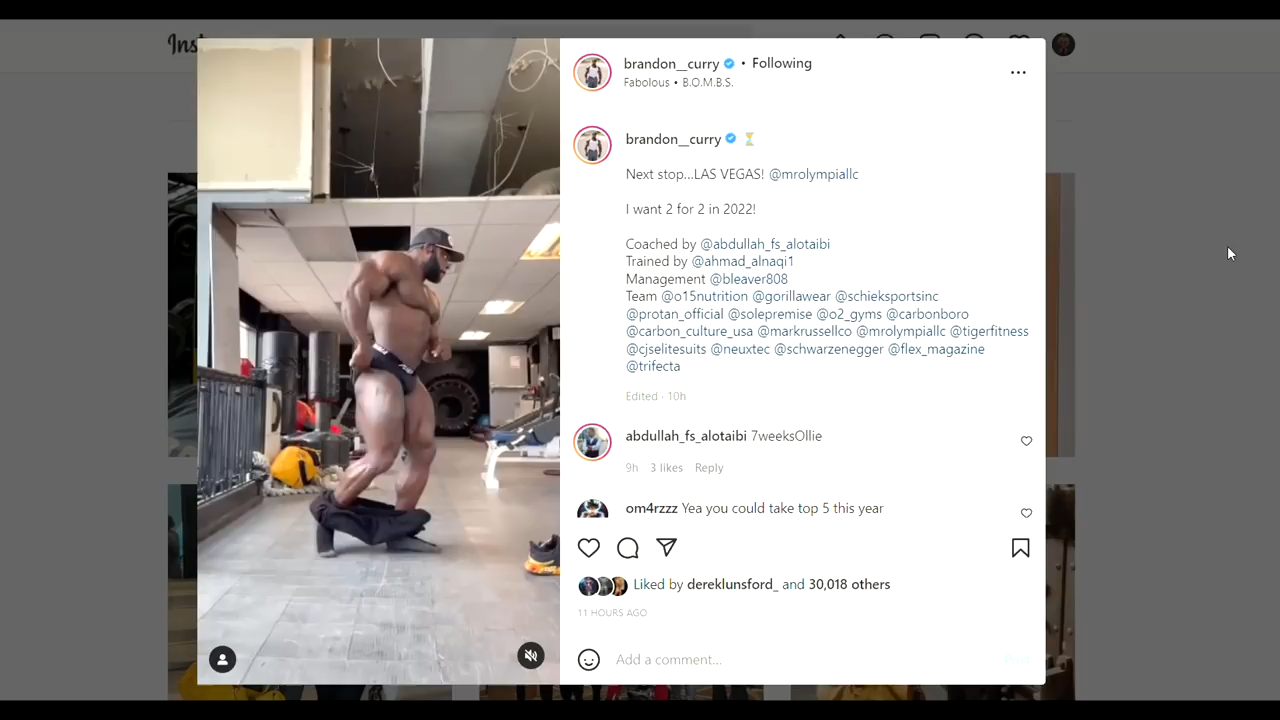 Inst
brandon__curry • Following
Fabolous • B.O.M.B.S.
brandon__curry ⏳
Next stop...LAS VEGAS! @mrolympiallc
I want 2 for 2 in 2022!
Coached by @abdullah_fs_alotaibi
Trained by @ahmad_alnaqi1
Management @bleaver808
Team @o15nutrition @gorillawear @schieksportsinc
@protan_official @solepremise @o2_gyms @carbonboro
@carbon_culture_usa @markrussellco @mrolympiallc @tigerfitness
@cjselitesuits @neuxtec @schwarzenegger @flex_magazine
@trifecta
Edited · 10h
abdullah_fs_alotaibi 7weeksOllie
9h 3 likes Reply
om4rzzz Yea you could take top 5 this year
Liked by dereklunsford_ and 30,018 others
11 HOURS AGO
Add a comment...